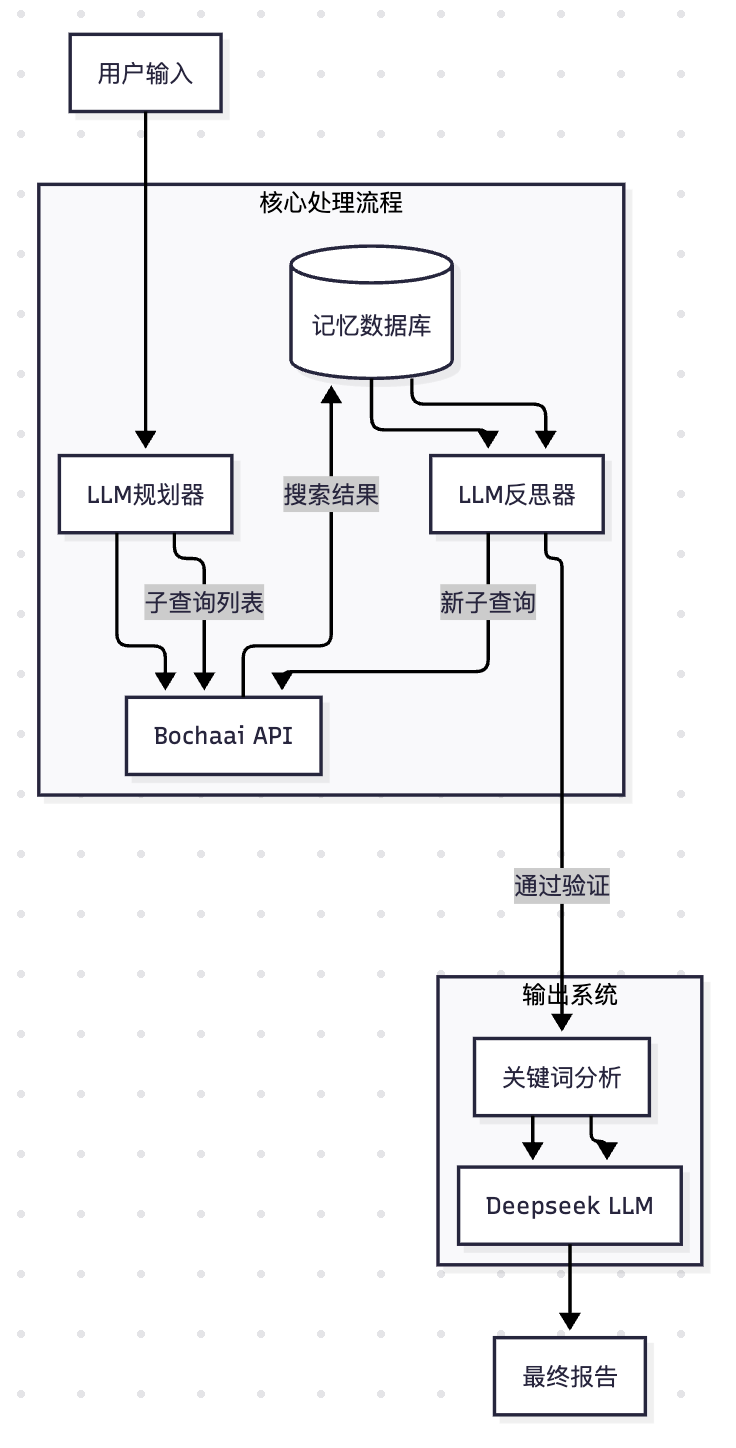 用户输入
核心处理流程
记忆数据库
LLM规划器
搜索结果
LLM反思器
子查询列表
新子查询
Bochaai API
通过验证
输出系统
关键词分析
Deepseek LLM
最终报告